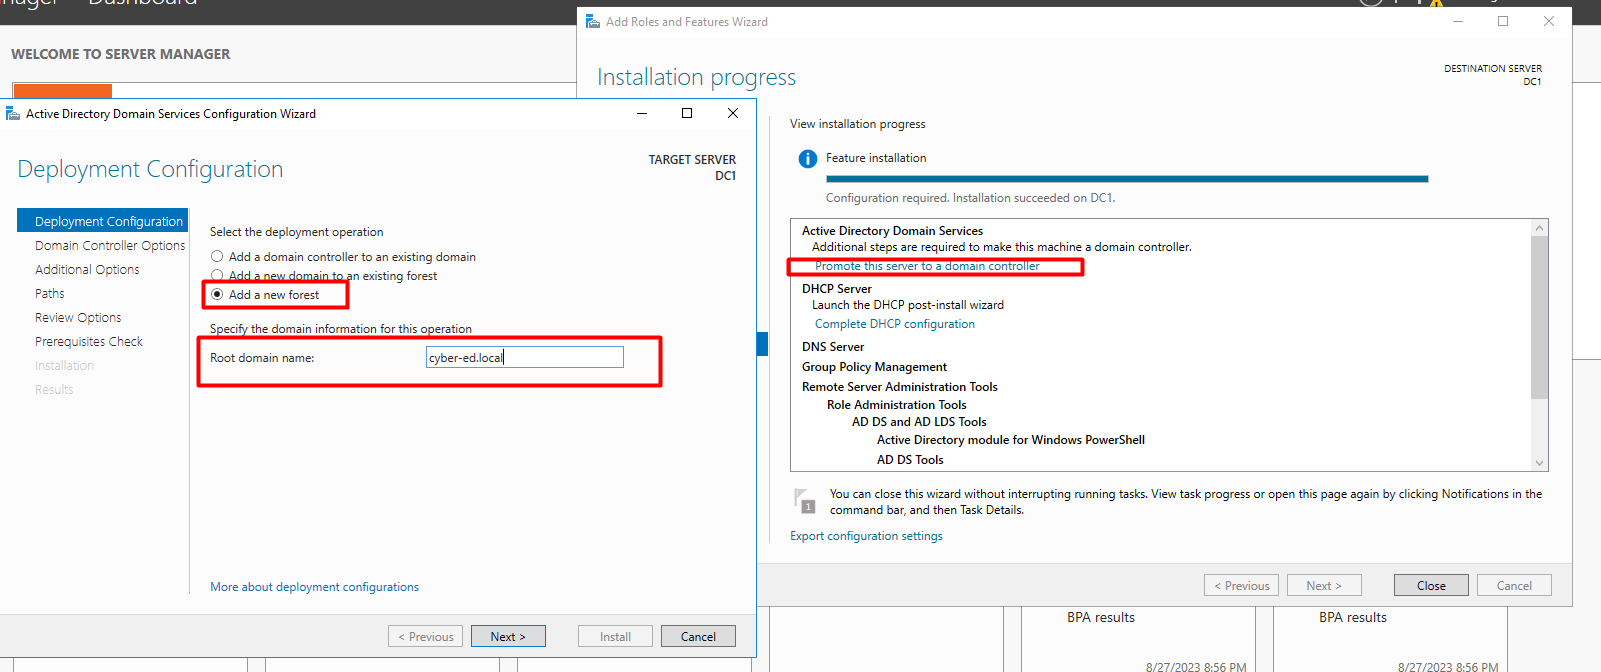 Dashboard
WELCOME TO SERVER MANAGER
Active Directory Domain Services Configuration Wizard
Deployment Configuration
TARGET SERVER
DC1
Deployment Configuration
Domain Controller Options
Additional Options
Paths
Review Options
Prerequisites Check
Installation
Results
Select the deployment operation
Add a domain controller to an existing domain
Add a new domain to an existing forest
Add a new forest
Specify the domain information for this operation
Root domain name: cyber-ed.local
More about deployment configurations
< Previous Next > Install Cancel
Add Roles and Features Wizard
Installation progress
DESTINATION SERVER
DC1
View installation progress
Feature installation
Configuration required. Installation succeeded on DC1.
Active Directory Domain Services
Additional steps are required to make this machine a domain controller.
Promote this server to a domain controller
DHCP Server
Launch the DHCP post-install wizard
Complete DHCP configuration
DNS Server
Group Policy Management
Remote Server Administration Tools
Role Administration Tools
AD DS and AD LDS Tools
Active Directory module for Windows PowerShell
AD DS Tools
1
You can close this wizard without interrupting running tasks. View task progress or open this page again by clicking Notifications in the
command bar, and then Task Details.
Export configuration settings
< Previous Next > Close Cancel
BPA results BPA results
8/27/2023 8:56 PM 8/27/2023 8:56 PM